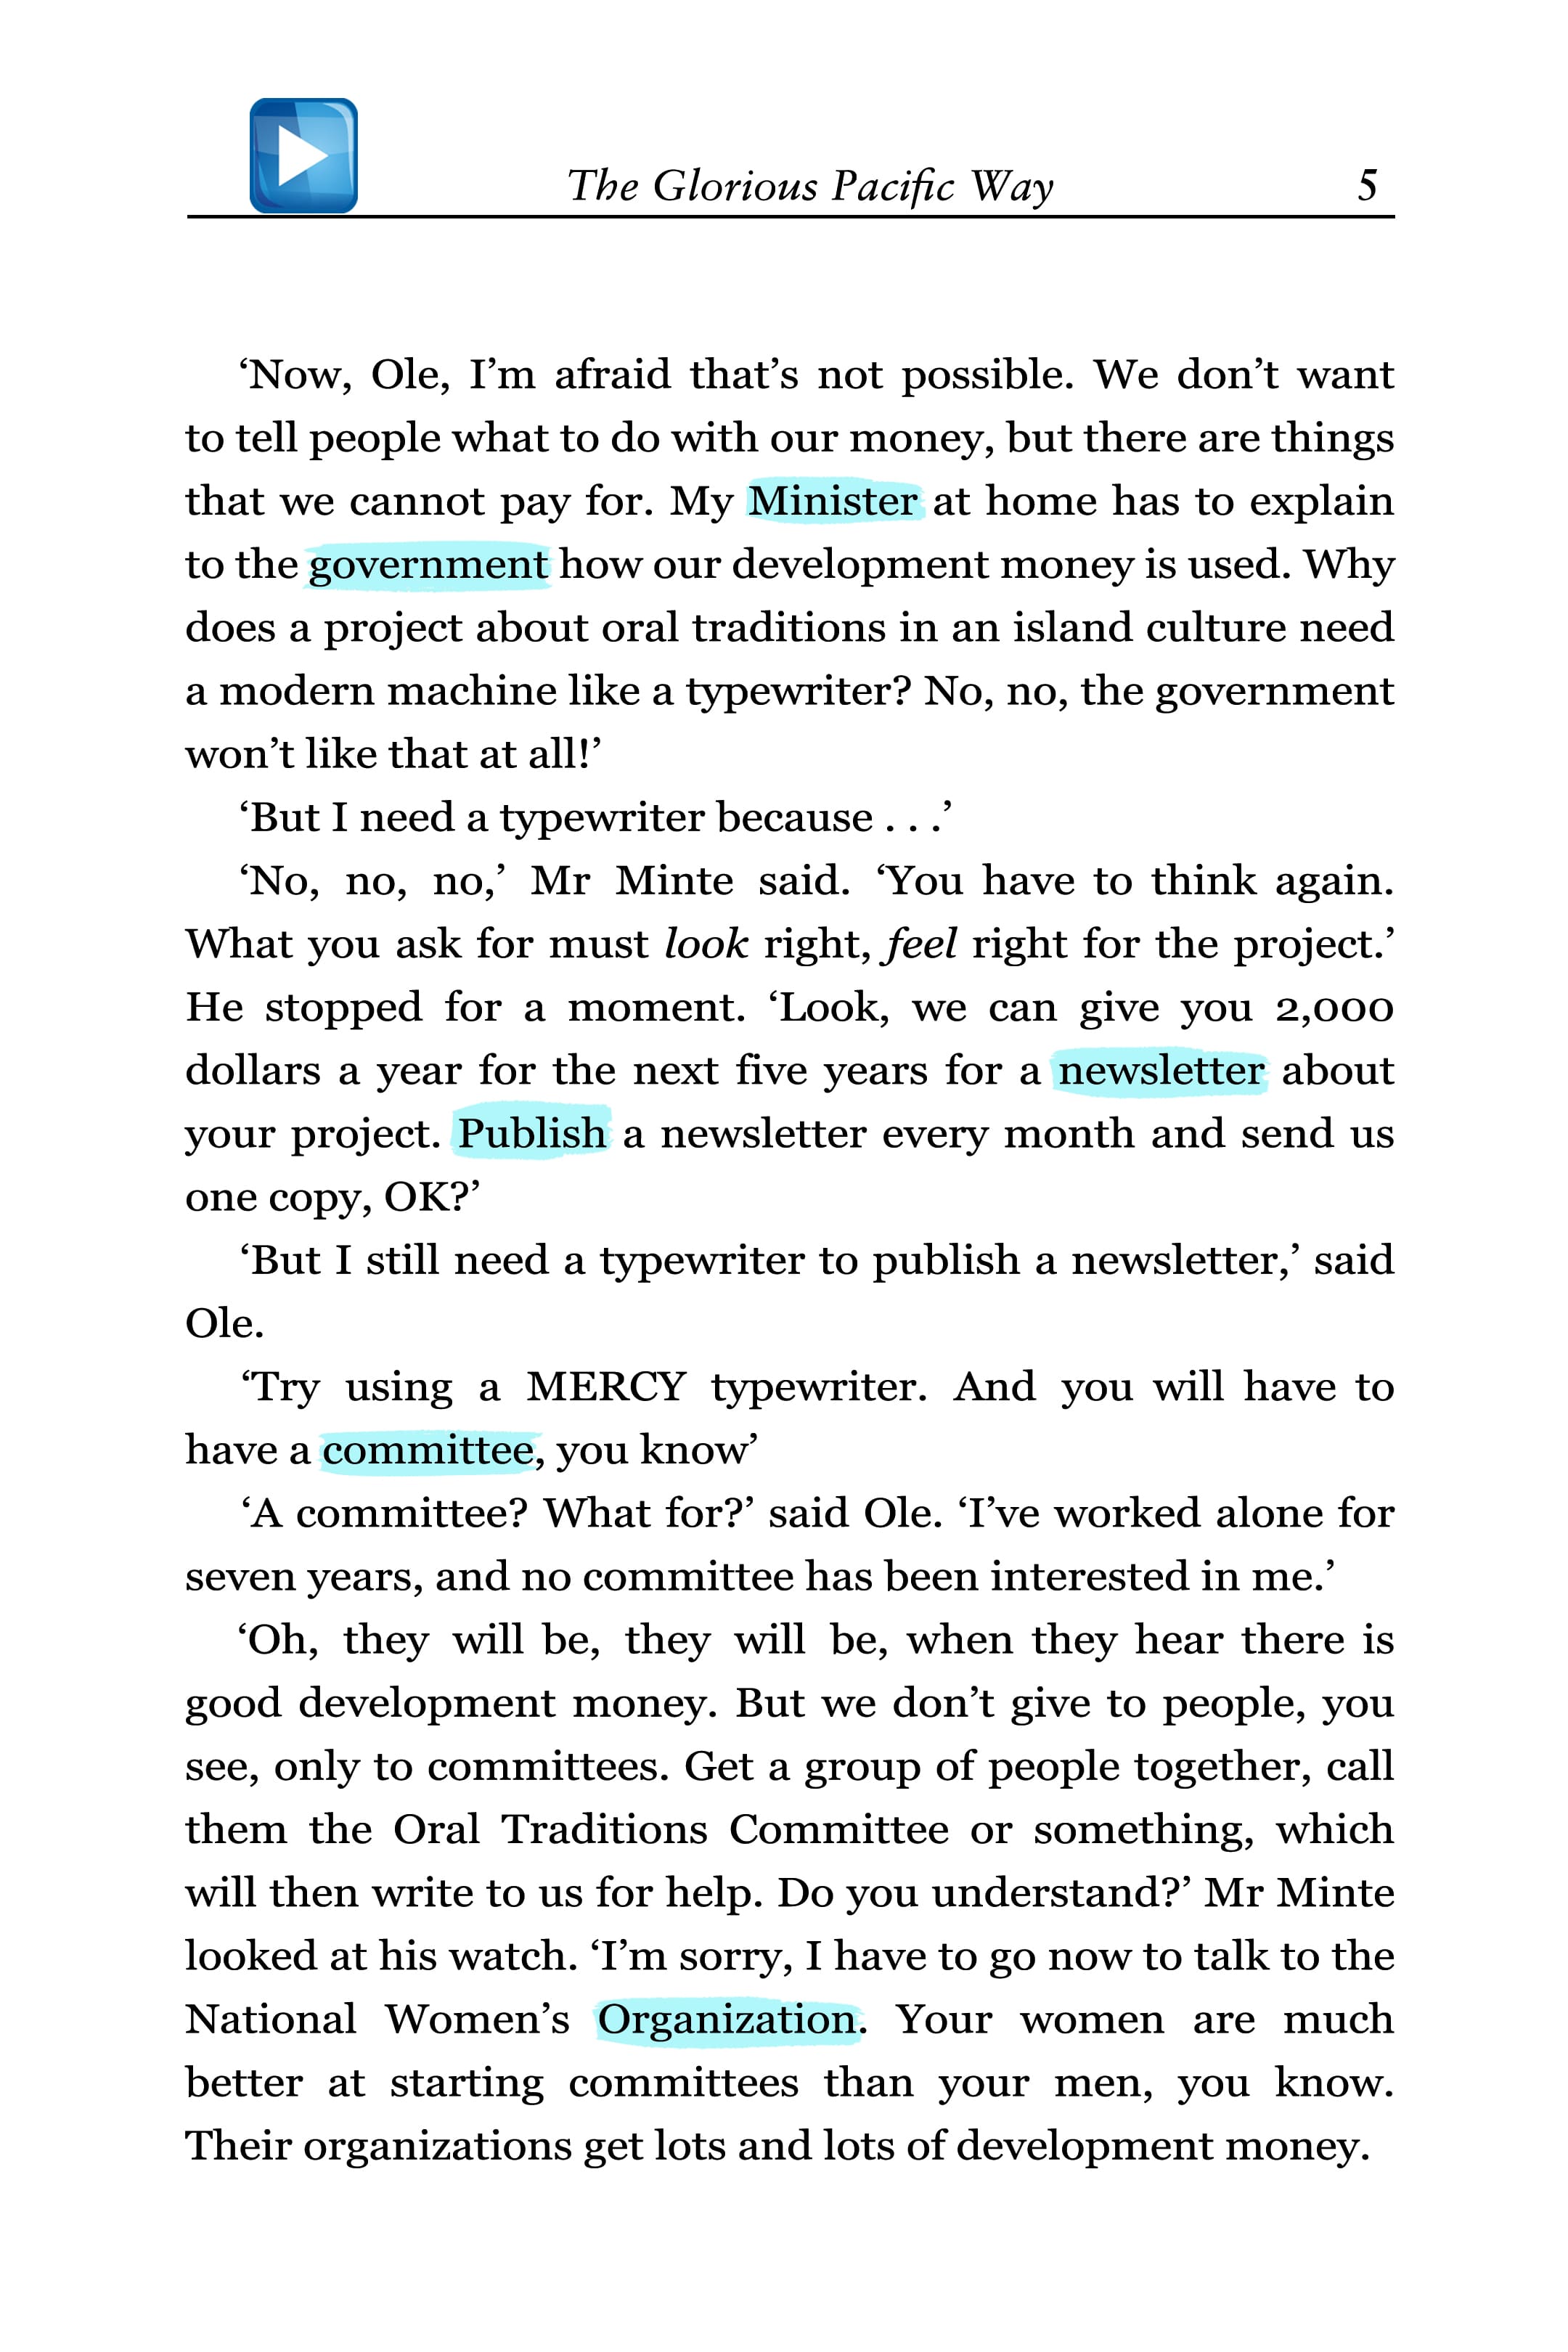 The Glorious Pacific Way 5
‘Now, Ole, I’m afraid that’s not possible. We don’t want
to tell people what to do with our money, but there are things
that we cannot pay for. My Minister at home has to explain
to the government how our development money is used. Why
does a project about oral traditions in an island culture need
a modern machine like a typewriter? No, no, the government
won’t like that at all!’
‘But I need a typewriter because . . .’
‘No, no, no,’ Mr Minte said. ‘You have to think again.
What you ask for must look right, feel right for the project.’
He stopped for a moment. ‘Look, we can give you 2,000
dollars a year for the next five years for a newsletter about
your project. Publish a newsletter every month and send us
one copy, OK?’
‘But I still need a typewriter to publish a newsletter,’ said
Ole.
‘Try using a MERCY typewriter. And you will have to
have a committee, you know’
‘A committee? What for?’ said Ole. ‘I’ve worked alone for
seven years, and no committee has been interested in me.’
‘Oh, they will be, they will be, when they hear there is
good development money. But we don’t give to people, you
see, only to committees. Get a group of people together, call
them the Oral Traditions Committee or something, which
will then write to us for help. Do you understand?’ Mr Minte
looked at his watch. ‘I’m sorry, I have to go now to talk to the
National Women’s Organization. Your women are much
better at starting committees than your men, you know.
Their organizations get lots and lots of development money.